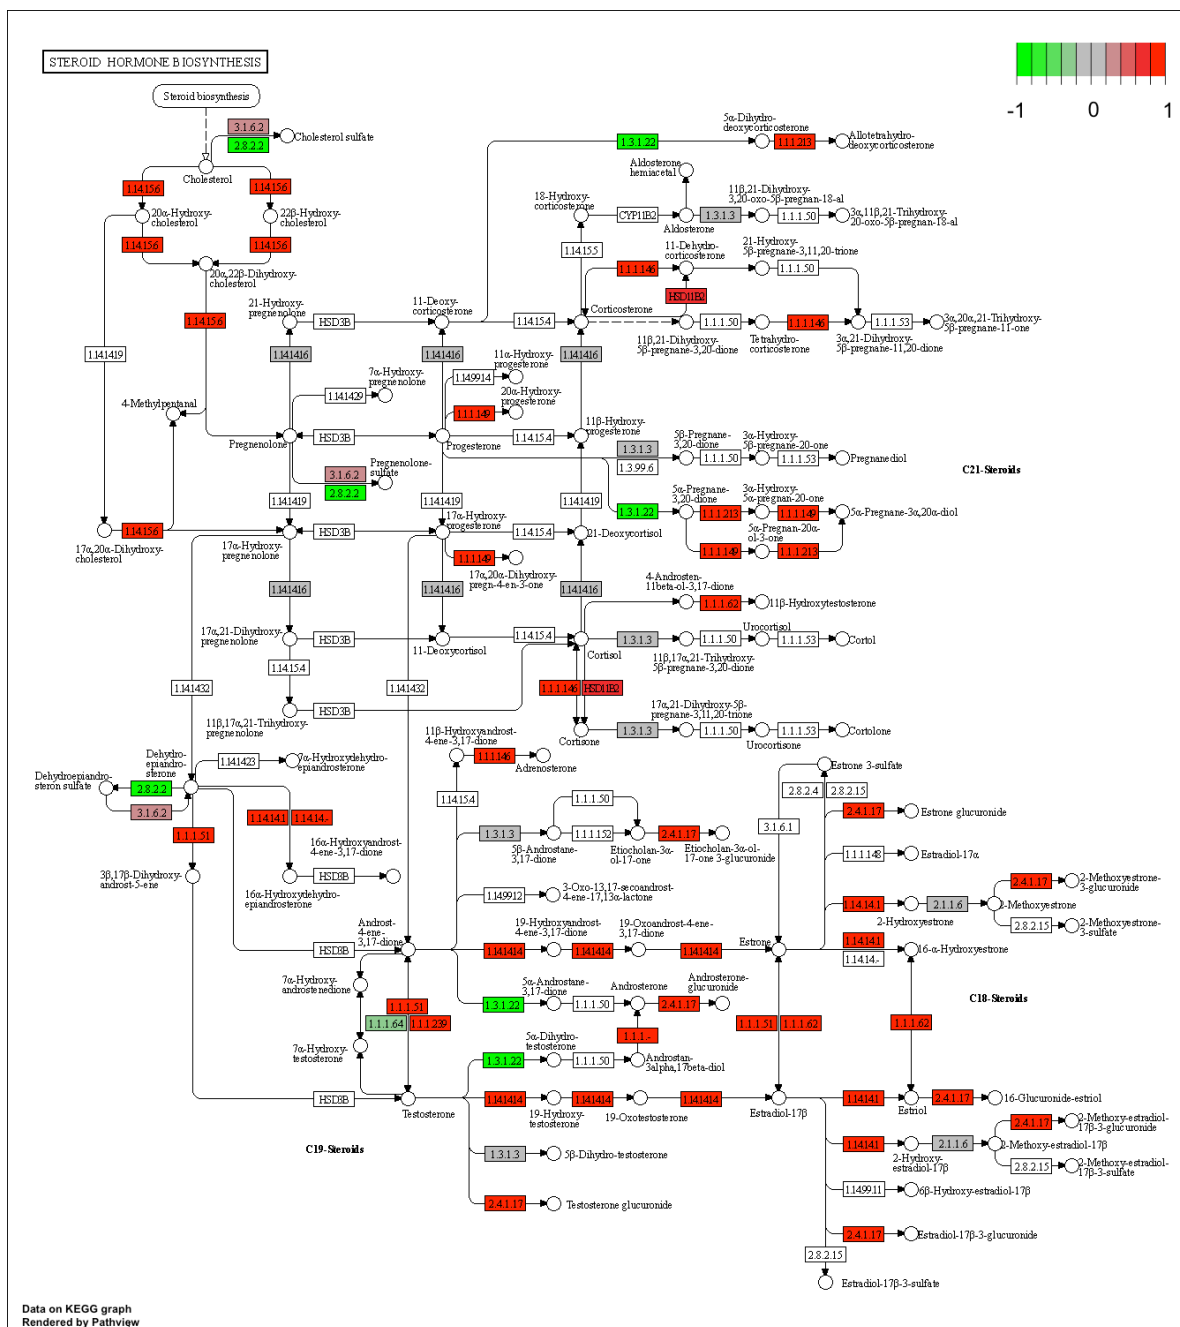 STEROID HORMONE BIOSYNTHESIS
-1
0
1
Steroid biosynthesis
3.1.6.2
2.8.2.2
Cholesterol sulfate
Cholesterol
1.14.15.6
1.14.15.6
20α-Hydroxy-
cholesterol
22β-Hydroxy-
cholesterol
1.14.15.6
1.14.15.6
20α,22β-Dihydroxy-
cholesterol
1.14.15.6
1.14.14.19
4-Methylpentanal
1.14.15.6
17α,20α-Dihydroxy-
cholesterol
1.3.1.22
5α-Dihydro-
deoxycorticosterone
1.1.1.213
Allotetrahydro-
deoxycorticosterone
Aldosterone
hemiacetal
18-Hydroxy-
corticosterone
CYP11B2
Aldosterone
1.3.1.3
11β,21-Dihydroxy-
3,20-oxo-5β-pregnan-18-al
1.1.1.50
3α,11β,21-Trihydroxy-
20-oxo-5β-pregnan-18-al
1.14.15.5
11-Dehydro-
corticosterone
21-Hydroxy-
5β-pregnane-3,11,20-trione
1.1.1.146
1.1.1.50
HSD11B2
21-Hydroxy-
pregnenolone
HSD3B
11-Deoxy-
corticosterone
1.14.15.4
Corticosterone
11β,21-Dihydroxy-
5β-pregnane-3,20-dione
1.1.1.50
Tetrahydro-
corticosterone
1.1.1.146
3α,21-Dihydroxy-
5β-pregnane-11,20-dione
1.1.1.53
3α,20α,21-Trihydroxy-
5β-pregnane-11-one
1.14.14.16
1.14.14.16
1.14.14.16
7α-Hydroxy-
pregnenolone
1.14.14.29
11α-Hydroxy-
progesterone
1.14.99.14
20α-Hydroxy-
progesterone
1.1.1.149
Pregnenolone
HSD3B
Progesterone
1.14.15.4
11β-Hydroxy-
progesterone
1.3.1.3
1.3.99.6
5β-Pregnane-
3,20-dione
1.1.1.50
3α-Hydroxy-
5β-pregnane-20-one
1.1.1.53
Pregnanediol
C21-Steroids
3.1.6.2
2.8.2.2
Pregnenolone-
sulfate
1.14.14.19
1.14.14.19
1.14.14.19
1.3.1.22
5α-Pregnane-
3,20-dione
1.1.1.213
3α-Hydroxy-
5α-pregnan-20-one
1.1.1.149
5α-Pregnane-3α,20α-diol
1.1.1.149
5α-Pregnan-20α-
ol-3-one
1.1.1.213
17α-Hydroxy-
pregnenolone
HSD3B
17α-Hydroxy-
progesterone
1.14.15.4
21-Deoxycortisol
1.1.1.149
17α,20α-Dihydroxy-
pregn-4-en-3-one
1.14.14.16
1.14.14.16
1.14.14.16
4-Androsten-
11beta-ol-3,17-dione
1.1.1.62
11β-Hydroxytestosterone
17α,21-Dihydroxy-
pregnenolone
HSD3B
11-Deoxycortisol
1.14.15.4
Cortisol
1.3.1.3
11β,17α,21-Trihydroxy-
5β-pregnane-3,20-dione
1.1.1.50
Urocortisol
1.1.1.53
Cortol
1.14.15.4
1.14.14.32
1.14.14.32
1.1.1.146
HSD11B2
11β,17α,21-Trihydroxy-
pregnenolone
HSD3B
Cortisone
1.3.1.3
17α,21-Dihydroxy-5β-
pregnane-3,11,20-trione
1.1.1.50
Urocortisone
1.1.1.53
Cortolone
11β-Hydroxyandrost-
4-ene-3,17-dione
1.1.1.146
Adrenosterone
Dehydroepiandro-
steron sulfate
2.8.2.2
3.1.6.2
Dehydro-
epiandro-
sterone
1.14.14.23
7α-Hydroxydehydro-
epiandrosterone
1.1.1.51
1.14.14.1
1.14.14.-
16α-Hydroxyandrost-
4-ene-3,17-dione
3β,17β-Dihydroxy-
androst-5-ene
16α-Hydroxydehydro-
epiandrosterone
HSD3B
1.14.15.4
1.3.1.3
5β-Androstane-
3,17-dione
1.1.1.50
1.1.1.152
Etiocholan-3α-
ol-17-one
2.4.1.17
Etiocholan-3α-ol-
17-one 3-glucuronide
1.14.99.12
3-Oxo-13,17-secoandrost-
4-ene-17,13α-lactone
Estrone 3-sulfate
2.8.2.4
2.8.2.15
3.1.6.1
2.4.1.17
Estrone glucuronide
1.1.1.148
Estradiol-17α
1.14.14.1
2-Hydroxyestrone
2.1.1.6
2-Methoxyestrone
2.4.1.17
2-Methoxyestrone-
3-glucuronide
2.8.2.15
2-Methoxyestrone-
3-sulfate
HSD3B
Androst-
4-ene-
3,17-dione
1.14.14.14
19-Hydroxyandrost-
4-ene-3,17-dione
1.14.14.14
19-Oxoandrost-4-ene-
3,17-dione
1.14.14.14
Estrone
1.14.14.1
1.14.14.-
16-α-Hydroxyestrone
C18-Steroids
7α-Hydroxy-
androstenedione
7α-Hydroxy-
testosterone
1.1.1.51
1.1.1.64
1.1.1.239
1.3.1.22
5α-Androstane-
3,17-dione
1.1.1.50
Androsterone
2.4.1.17
Androsterone-
glucuronide
1.1.1.-
1.3.1.22
5α-Dihydro-
testosterone
1.1.1.50
Androstan-
3alpha,17beta-diol
1.1.1.51
1.1.1.62
1.1.1.62
HSD3B
Testosterone
1.14.14.14
19-Hydroxy-
testosterone
1.14.14.14
19-Oxotestosterone
1.14.14.14
Estradiol-17β
1.14.14.1
Estriol
2.4.1.17
16-Glucuronide-estriol
C19-Steroids
1.3.1.3
5β-Dihydro-testosterone
2.4.1.17
Testosterone glucuronide
1.14.14.1
2-Hydroxy-
estradiol-17β
2.1.1.6
2-Methoxy-estradiol-17β
2.4.1.17
2-Methoxy-estradiol-
17β-3-glucuronide
2.8.2.15
2-Methoxy-estradiol-
17β-3-sulfate
1.14.99.11
6β-Hydroxy-estradiol-17β
2.4.1.17
Estradiol-17β-3-glucuronide
2.8.2.15
Estradiol-17β-3-sulfate
Data on KEGG graph
Rendered by Pathview